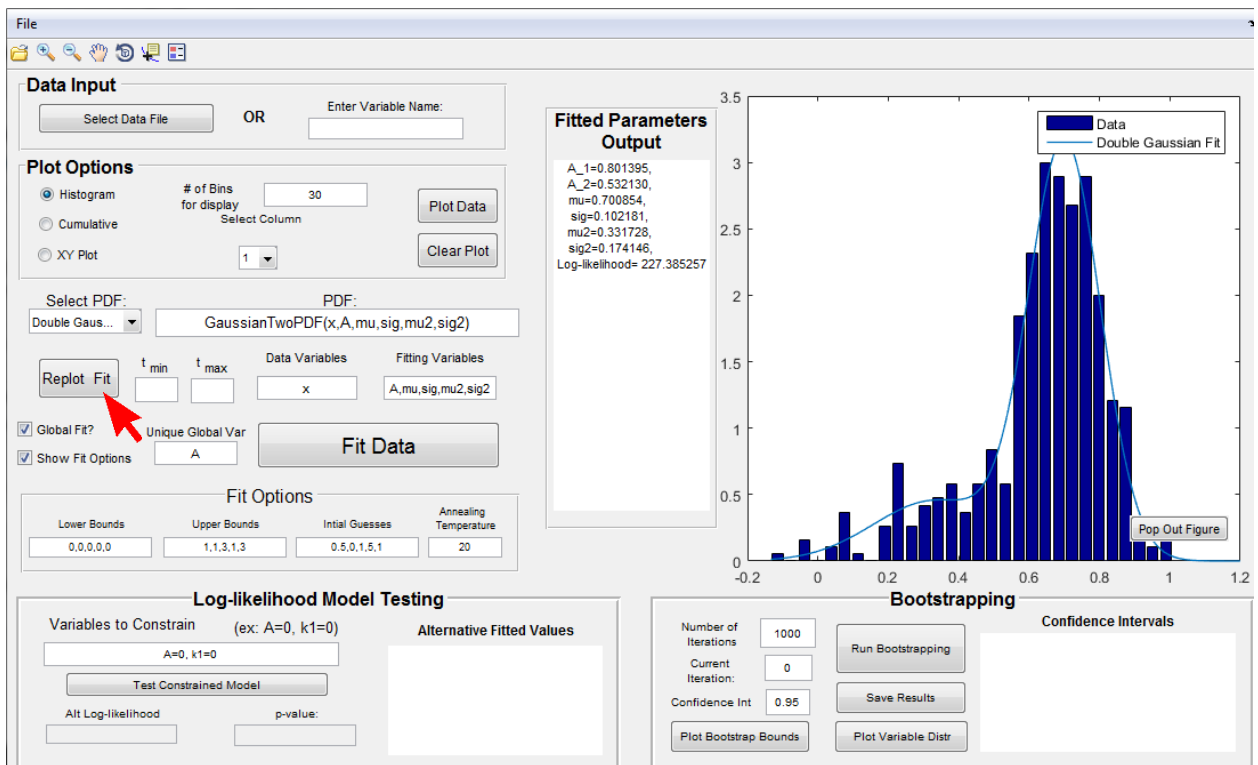 File
Data Input
Select Data File
OR
Enter Variable Name:
Plot Options
Histogram
Cumulative
XY Plot
# of Bins
for display
30
Select Column
1
Plot Data
Clear Plot
Select PDF:
Double Gaus...
PDF:
GaussianTwoPDF(x,A,mu,sig,mu2,sig2)
Replot Fit
t min
t max
Data Variables
x
Fitting Variables
A,mu,sig,mu2,sig2
Global Fit?
Show Fit Options
Unique Global Var
A
Fit Data
Fit Options
Lower Bounds
0,0,0,0,0
Upper Bounds
1,1,3,1,3
Intial Guesses
0.5,0,1,5,1
Annealing
Temperature
20
Fitted Parameters
Output
A_1=0.801395,
A_2=0.532130,
mu=0.700854,
sig=0.102181,
mu2=0.331728,
sig2=0.174146,
Log-likelihood= 227.385257
3.5
3
2.5
2
1.5
1
0.5
0
-0.2
0
0.2
0.4
0.6
0.8
1
1.2
Data
Double Gaussian Fit
Pop Out Figure
Log-likelihood Model Testing
Variables to Constrain
(ex: A=0, k1=0)
A=0, k1=0
Test Constrained Model
Alt Log-likelihood
p-value:
Alternative Fitted Values
Bootstrapping
Number of
Iterations
1000
Current
Iteration:
0
Confidence Int
0.95
Plot Bootstrap Bounds
Run Bootstrapping
Save Results
Plot Variable Distr
Confidence Intervals